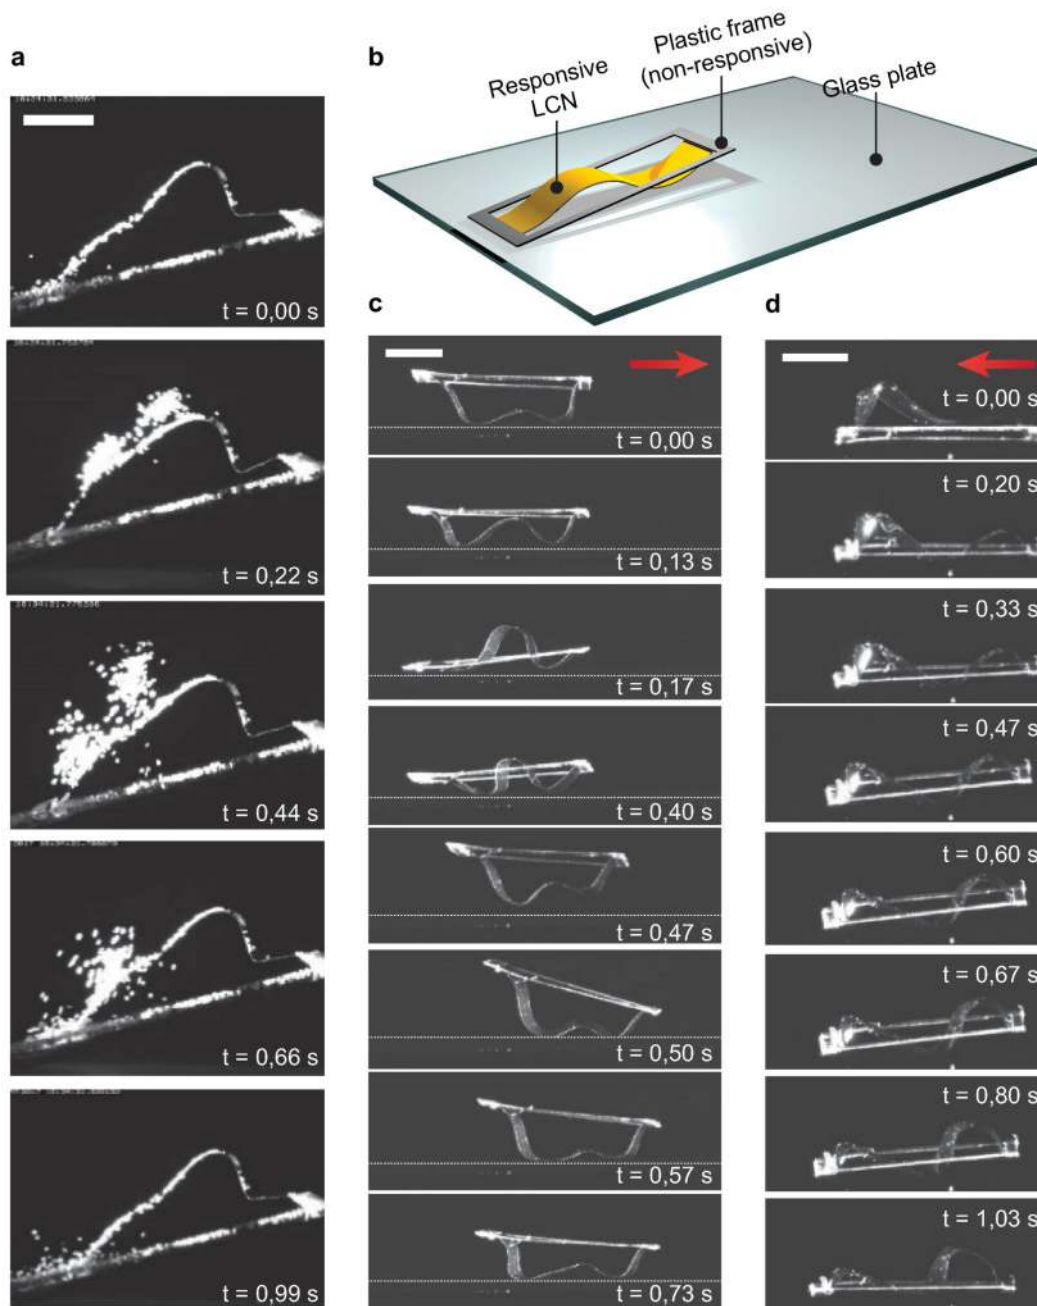 a
t = 0,00 s
t = 0,22 s
t = 0,44 s
t = 0,66 s
t = 0,99 s
b
Responsive
LCN
Plastic frame
(non-responsive)
Glass plate
c
t = 0,00 s
t = 0,13 s
t = 0,17 s
t = 0,40 s
t = 0,47 s
t = 0,50 s
t = 0,57 s
t = 0,73 s
d
t = 0,00 s
t = 0,20 s
t = 0,33 s
t = 0,47 s
t = 0,60 s
t = 0,67 s
t = 0,80 s
t = 1,03 s